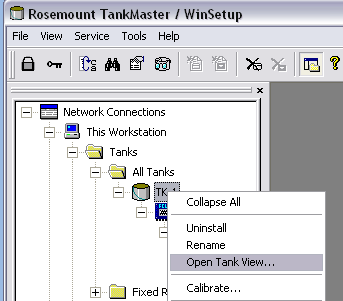 Rosemount TankMaster / WinSetup
File View Service Tools Help
Network Connections
This Workstation
Tanks
All Tanks
Collapse All
Uninstall
Rename
Open Tank View...
Fixed R
Calibrate...